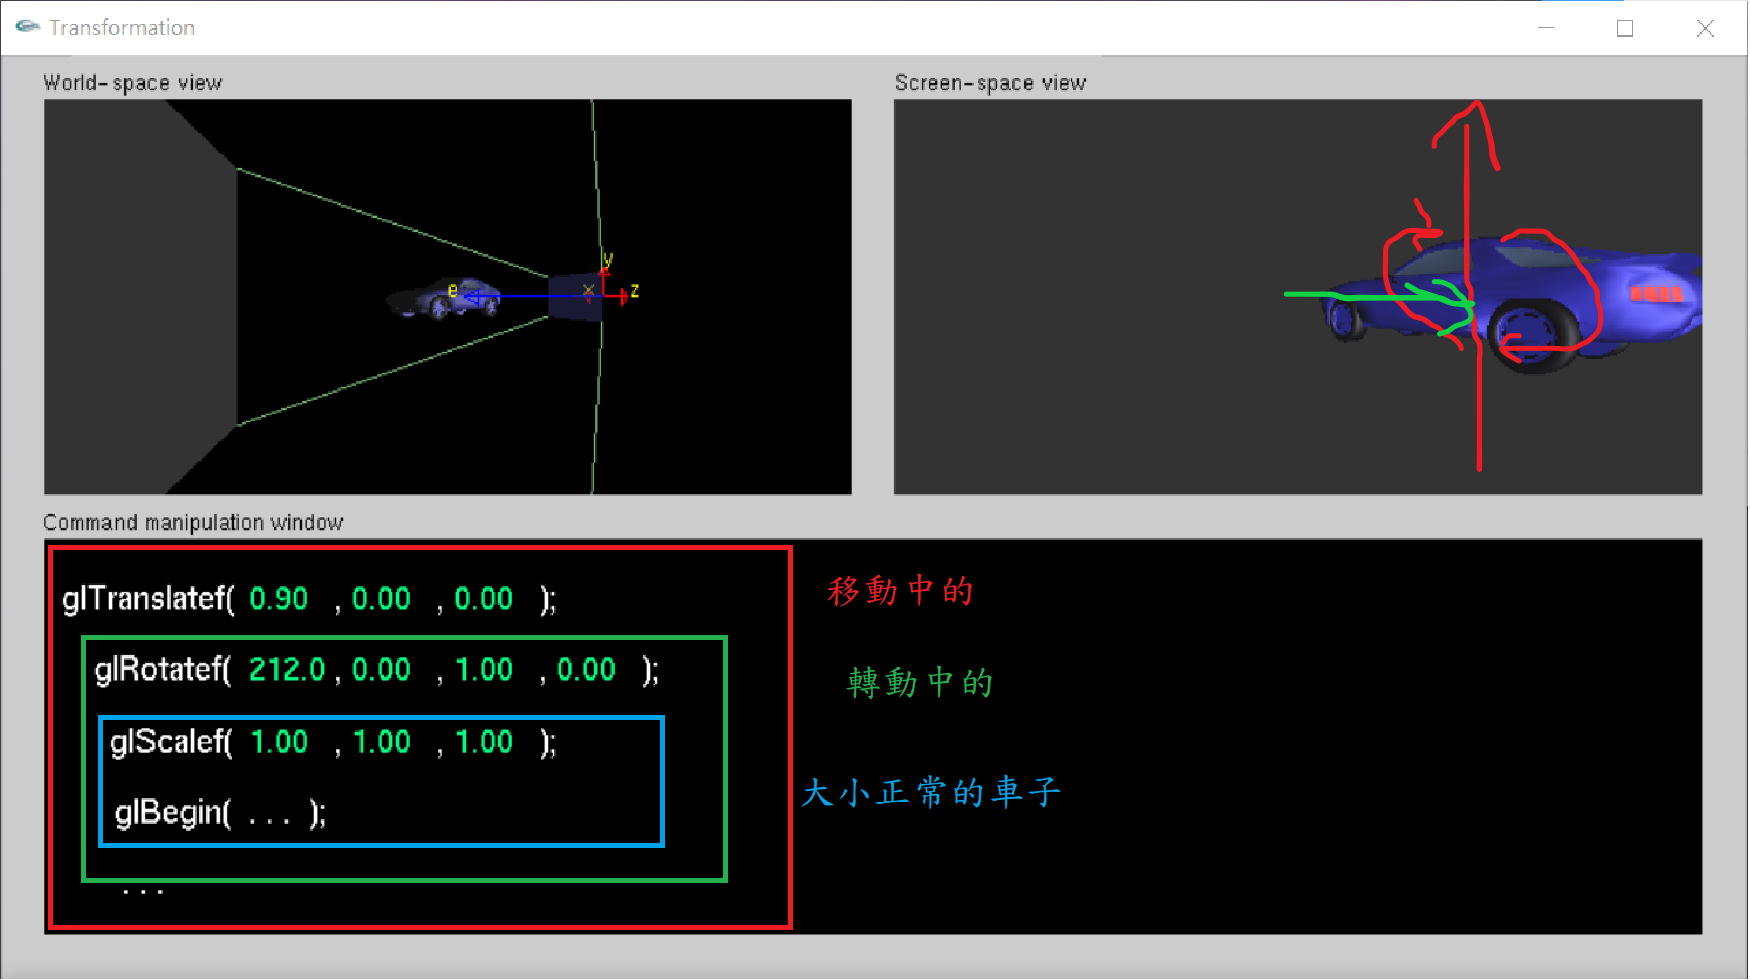 Transformation
World-space view
Screen-space view
e
y
x
z
Command manipulation window
glTranslatef( 0.90 , 0.00 , 0.00 );
移動中的
glRotatef( 212.0 , 0.00 , 1.00 , 0.00 );
轉動中的
glScalef( 1.00 , 1.00 , 1.00 );
大小正常的車子
glBegin( . . . );
. . .